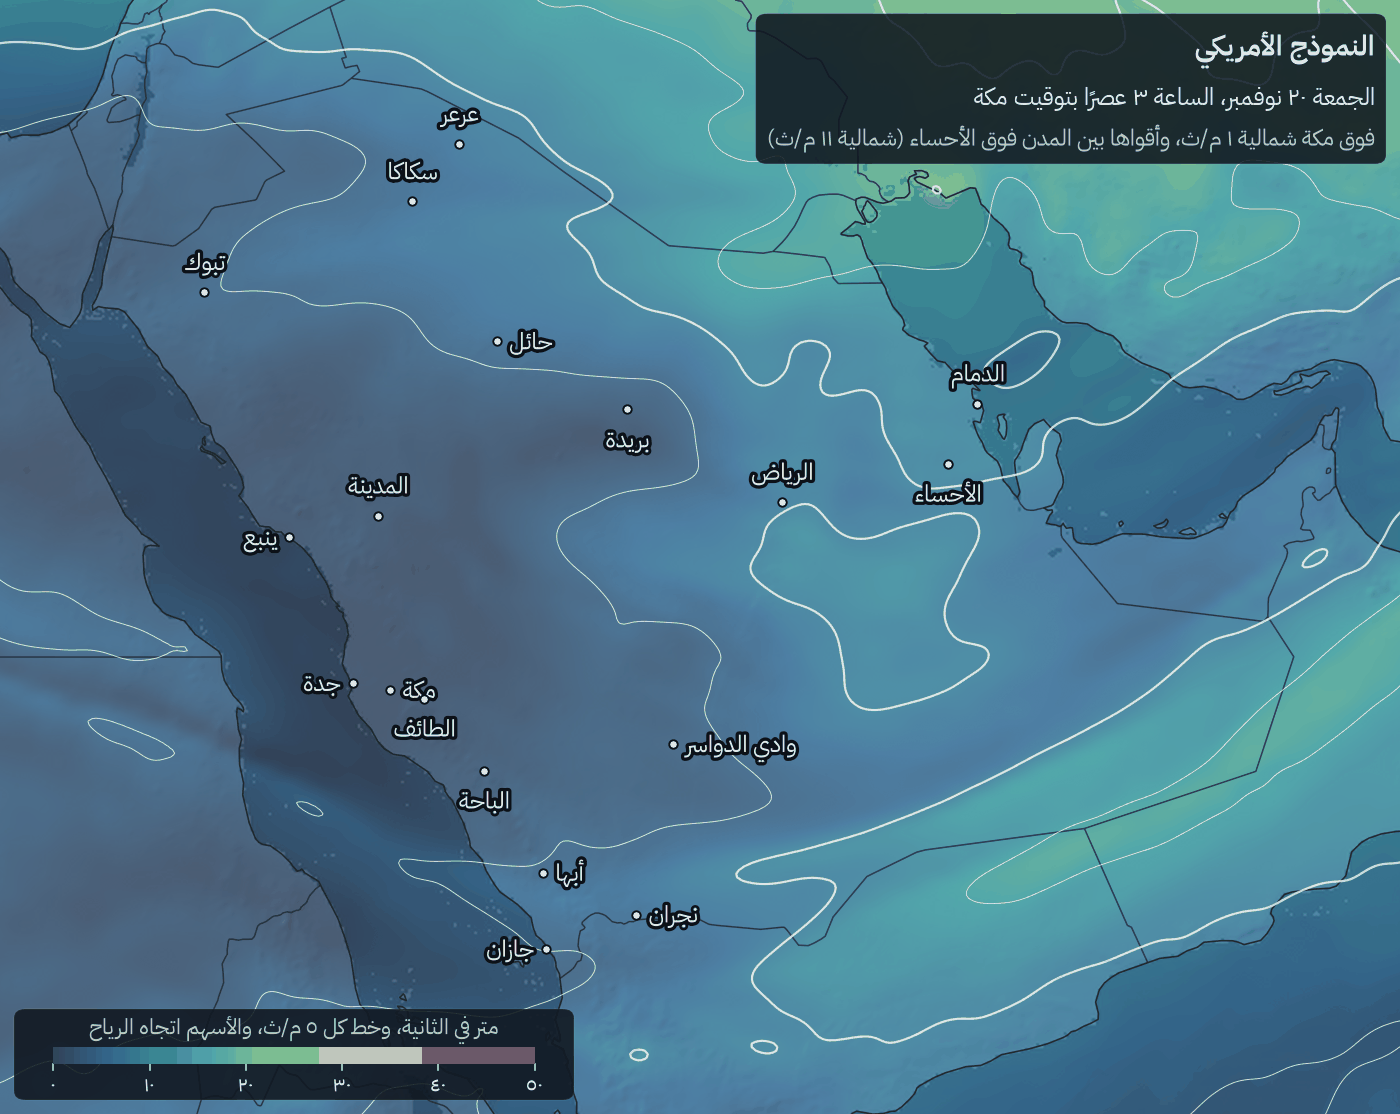 النموذج الأمريكي
الجمعة ٢٠ نوفمبر، الساعة ٣ عصرًا بتوقيت مكة
فوق مكة شمالية ١ م/ث، وأقواها بين المدن فوق الأحساء (شمالية ١١ م/ث)
عرعر
سكاكا
تبوك
حائل
الدمام
بريدة
الرياض
المدينة
الأحساء
ينبع
جدة
مكة
الطائف
وادي الدواسر
الباحة
أبها
نجران
جازان
متر في الثانية، وخط كل ٥ م/ث، والأسهم اتجاه الرياح
٠ ١٠ ٢٠ ٣٠ ٤٠ ٥٠